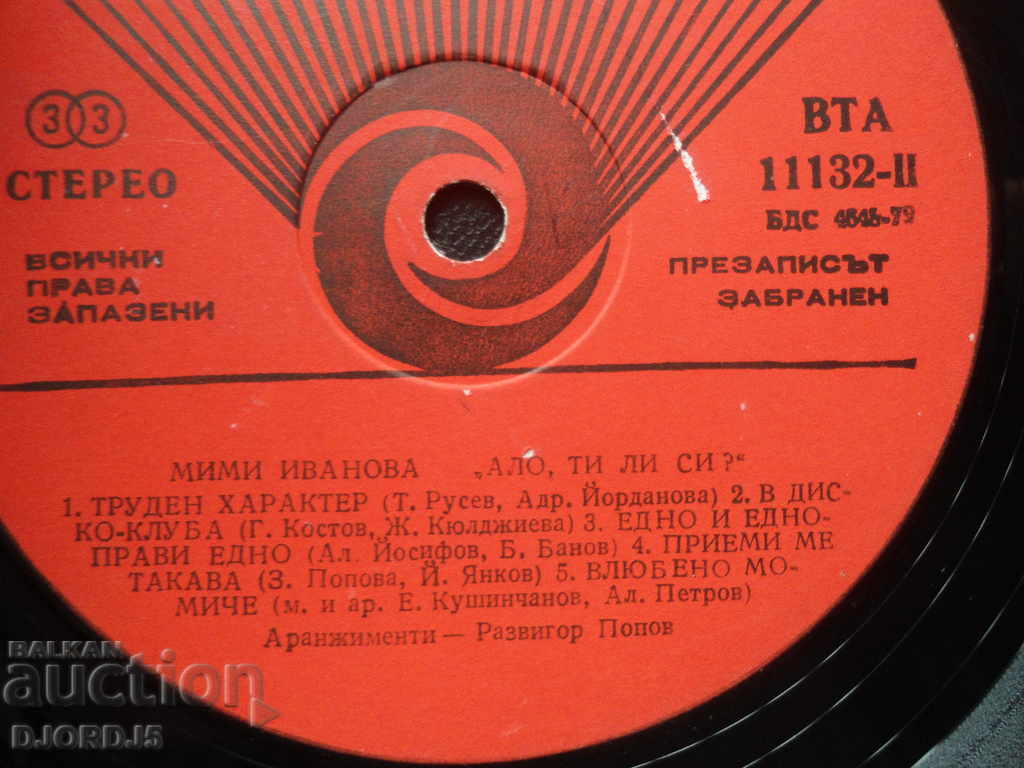 33
СТЕРЕО
ВСИЧКИ
ПРАВА
ЗАПАЗЕНИ
ВТА
11132-II
БДС
ПРЕЗАПИСЪТ
ЗАБРАНЕН
МИМИ ИВАНОВА „АЛО, ТИ ЛИ СИ?“
1. ТРУДЕН ХАРАКТЕР (Т. Русев, Адр. Йорданова) 2. В ДИС-
КО-КЛУБА (Г. Костов, Ж. Кюлджиева) 3. ЕДНО И ЕДНО-
ПРАВИ ЕДНО (Ал. Йосифов, Б. Банов) 4. ПРИЕМИ МЕ
ТАКАВА (З. Попова, Й. Янков) 5. ВЛЮБЕНО МО-
МИЧЕ (м. и ар. Е. Кушинчанов, Ал. Петров)
Аранжименти — Развигор Попов
BALKAN
auction
DJORDJ5